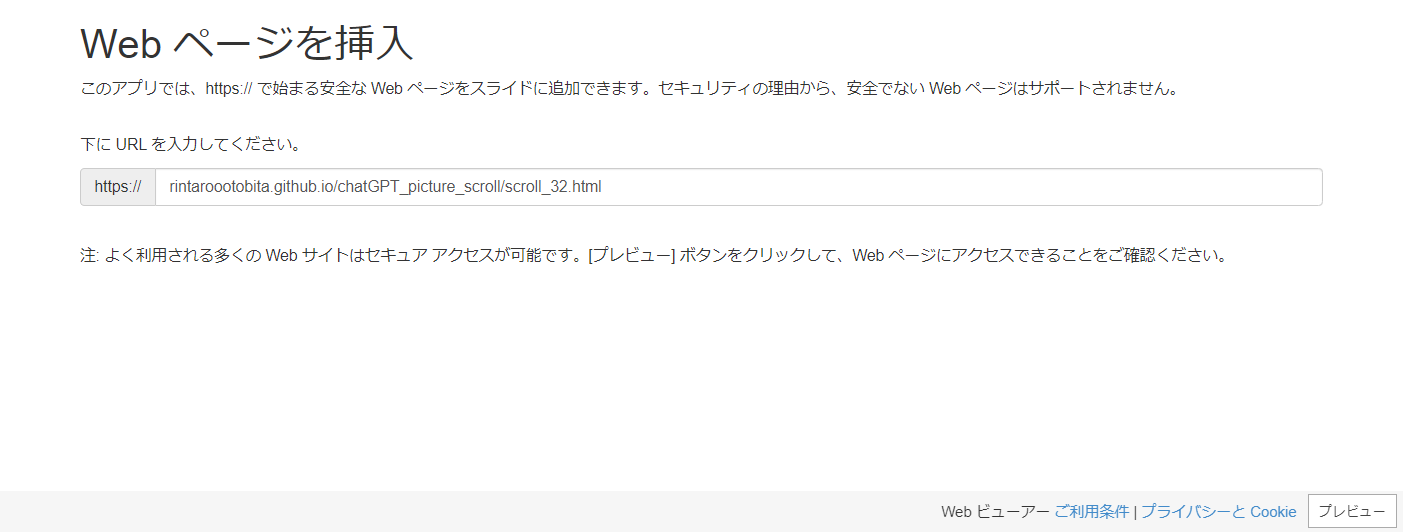 Web ページを挿入
このアプリでは、https:// で始まる安全な Web ページをスライドに追加できます。セキュリティの理由から、安全でない Web ページはサポートされません。
下に URL を入力してください。
https:// rintaroootobita.github.io/chatGPT_picture_scroll/scroll_32.html
注: よく利用される多くの Web サイトはセキュア アクセスが可能です。[プレビュー] ボタンをクリックして、Web ページにアクセスできることをご確認ください。
Web ビューアー ご利用条件 | プライバシーと Cookie プレビュー